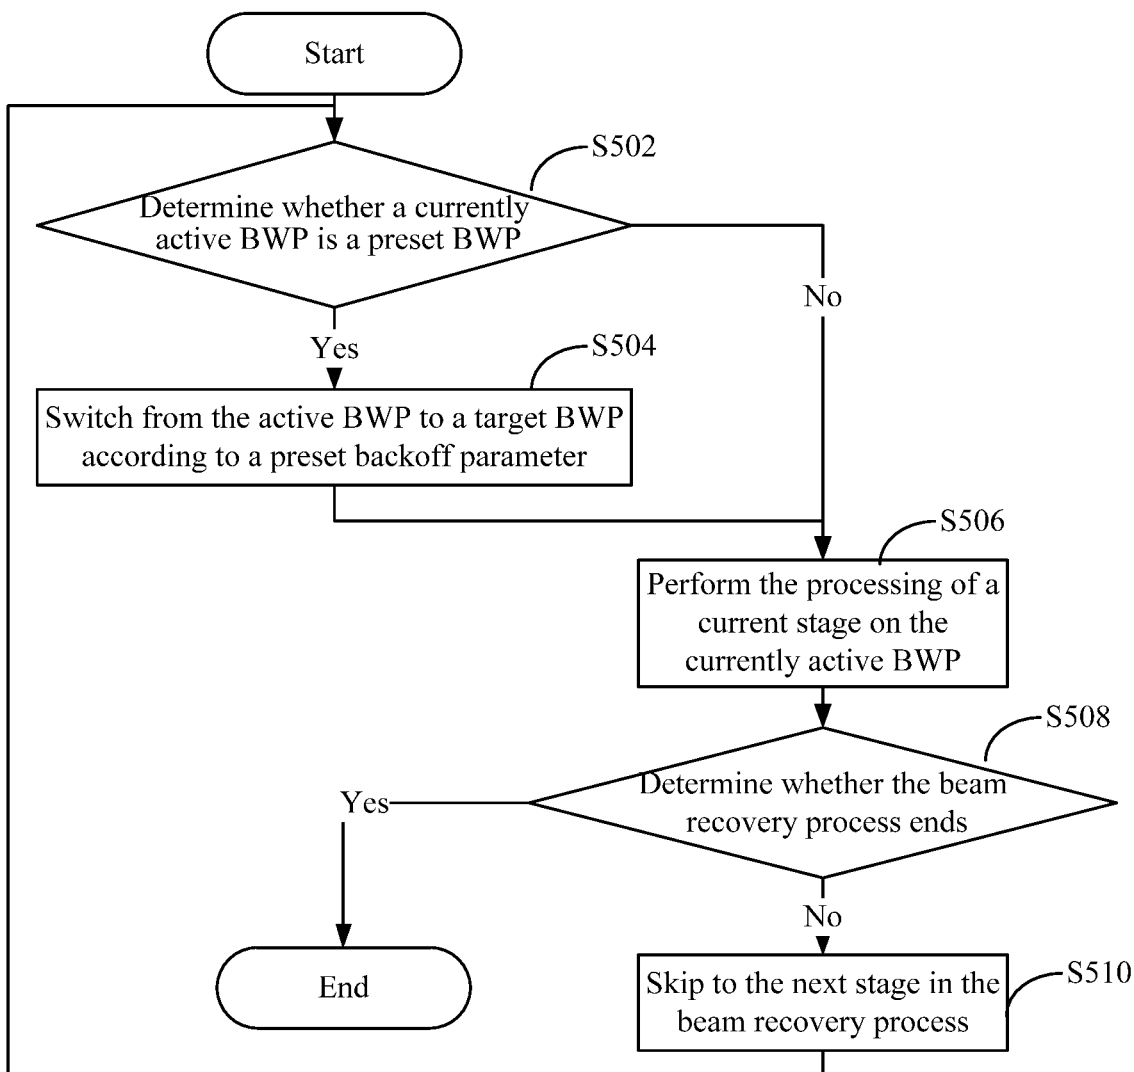 Start
S502
Determine whether a currently
active BWP is a preset BWP
No
Yes
S504
Switch from the active BWP to a target BWP
according to a preset backoff parameter
S506
Perform the processing of a
current stage on the
currently active BWP
S508
Determine whether the beam
recovery process ends
Yes
No
End
S510
Skip to the next stage in the
beam recovery process